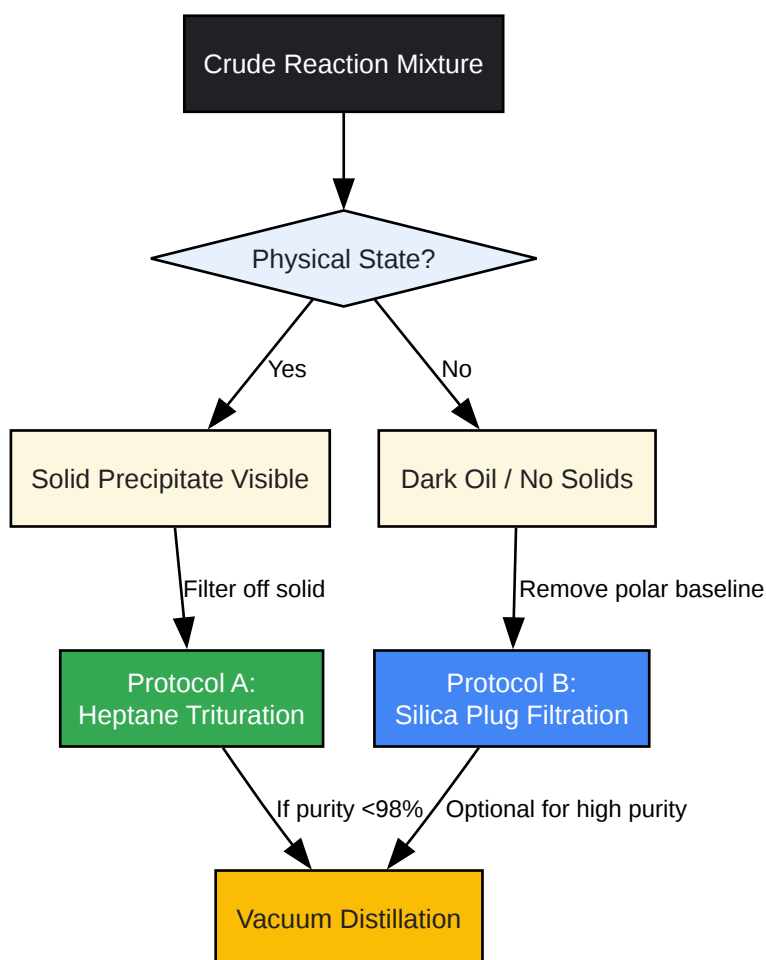 Crude Reaction Mixture
Physical State?
Yes
No
Solid Precipitate Visible
Dark Oil / No Solids
Filter off solid
Remove polar baseline
Protocol A:
Heptane Trituration
Protocol B:
Silica Plug Filtration
If purity <98%
Optional for high purity
Vacuum Distillation